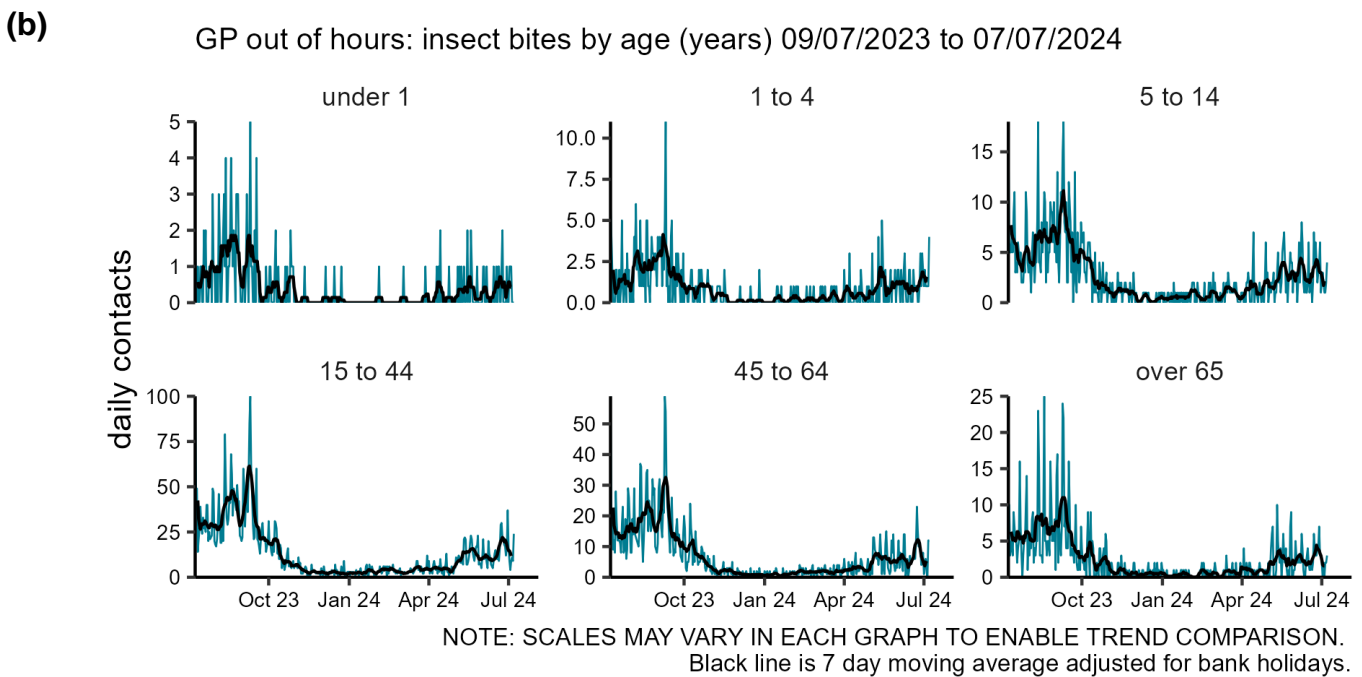 (b)
GP out of hours: insect bites by age (years) 09/07/2023 to 07/07/2024
daily contacts
under 1
5
4
3
2
1
0
1 to 4
10.0
7.5
5.0
2.5
0.0
5 to 14
15
10
5
0
15 to 44
100
75
50
25
0
Oct 23 Jan 24 Apr 24 Jul 24
45 to 64
50
40
30
20
10
0
Oct 23 Jan 24 Apr 24 Jul 24
over 65
25
20
15
10
5
0
Oct 23 Jan 24 Apr 24 Jul 24
NOTE: SCALES MAY VARY IN EACH GRAPH TO ENABLE TREND COMPARISON.
Black line is 7 day moving average adjusted for bank holidays.